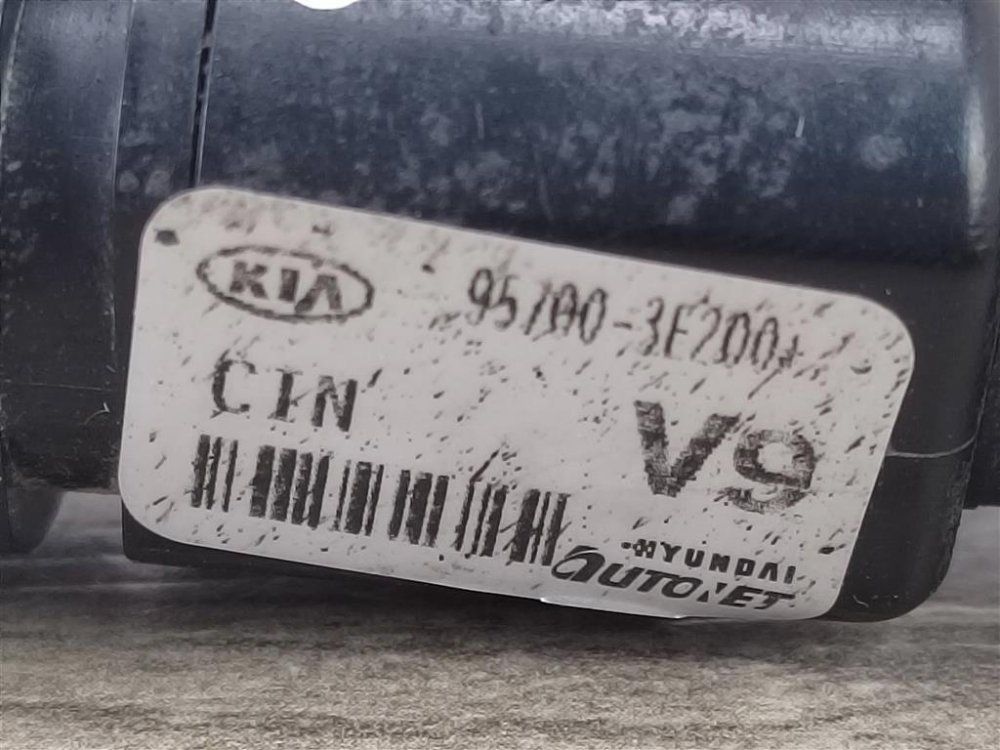 KIA 95700-3F200
CIN
V9
HYUNDAI
AUTONET